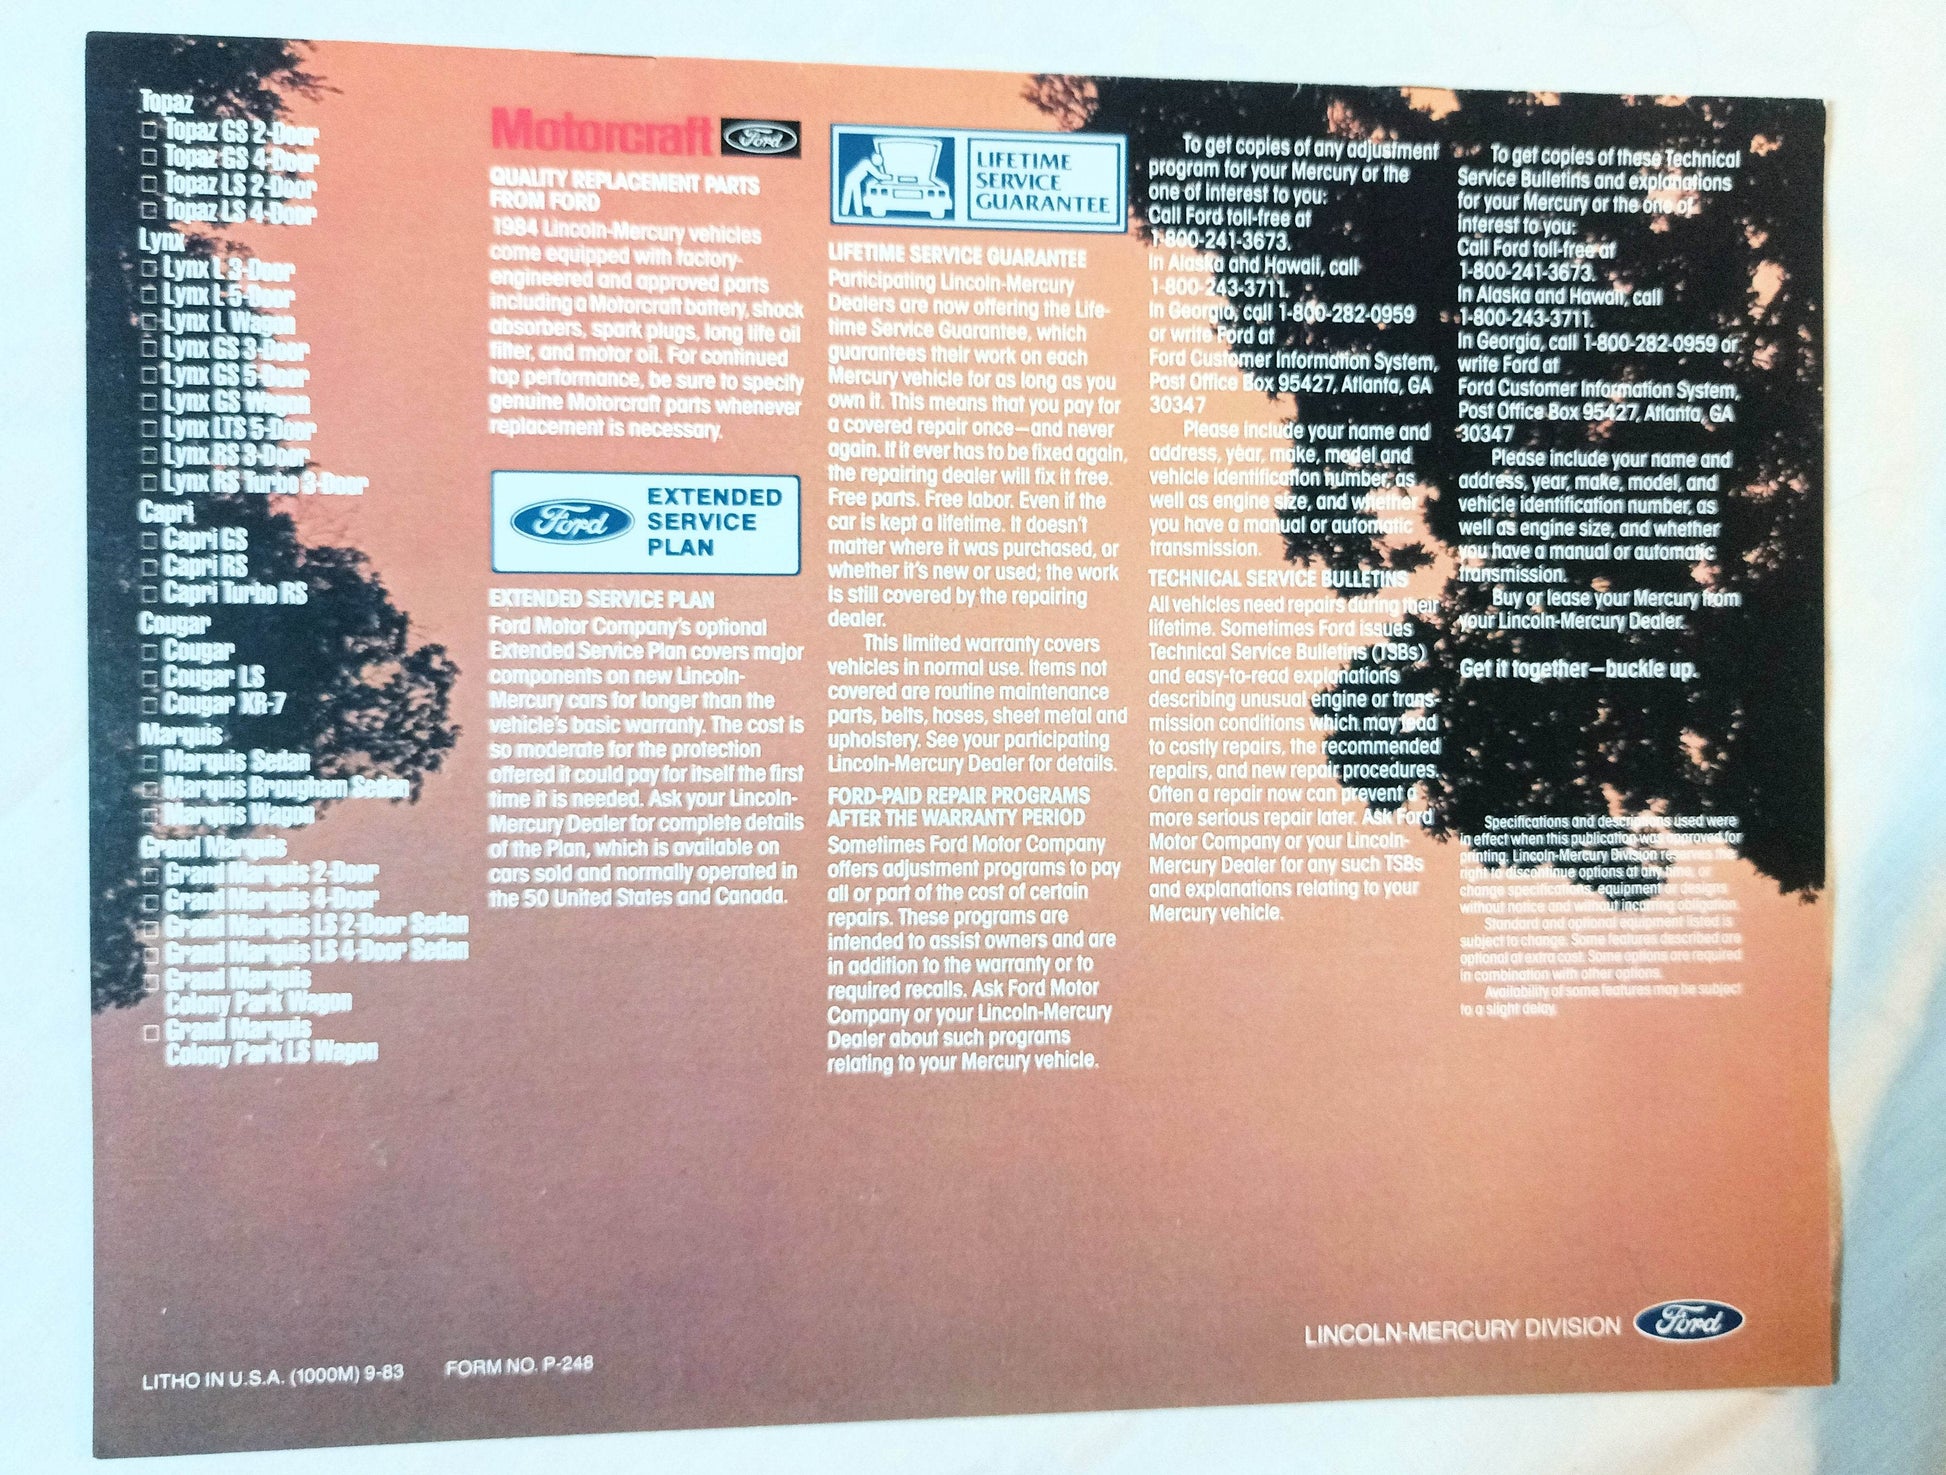 Topaz
Topaz GS 2-Door
Topaz GS 4-Door
Topaz LS 2-Door
Topaz LS 4-Door
Lynx
Lynx L 3-Door
Lynx L 5-Door
Lynx L Wagon
Lynx GS 3-Door
Lynx GS 5-Door
Lynx GS Wagon
Lynx LTS 5-Door
Lynx RS 3-Door
Lynx RS Turbo 3-Door
Capri
Capri GS
Capri RS
Capri Turbo RS
Cougar
Cougar
Cougar LS
Cougar XR-7
Marquis
Marquis Sedan
Marquis Brougham Sedan
Marquis Wagon
Grand Marquis
Grand Marquis 2-Door
Grand Marquis 4-Door
Grand Marquis LS 2-Door Sedan
Grand Marquis LS 4-Door Sedan
Grand Marquis
Colony Park Wagon
Grand Marquis
Colony Park LS Wagon
Motorcraft Ford
QUALITY REPLACEMENT PARTS
FROM FORD
1984 Lincoln-Mercury vehicles
come equipped with factory-
engineered and approved parts
including a Motorcraft battery, shock
absorbers, spark plugs, long life oil
filter, and motor oil. For continued
top performance, be sure to specify
genuine Motorcraft parts whenever
replacement is necessary.
Ford
EXTENDED
SERVICE
PLAN
EXTENDED SERVICE PLAN
Ford Motor Company's optional
Extended Service Plan covers major
components on new Lincoln-
Mercury cars for longer than the
vehicle's basic warranty. The cost is
so moderate for the protection
offered it could pay for itself the first
time it is needed. Ask your Lincoln-
Mercury Dealer for complete details
of the Plan, which is available on
cars sold and normally operated in
the 50 United States and Canada.
LIFETIME
SERVICE
GUARANTEE
LIFETIME SERVICE GUARANTEE
Participating Lincoln-Mercury
Dealers are now offering the Life-
time Service Guarantee, which
guarantees their work on each
Mercury vehicle for as long as you
own it. This means that you pay for
a covered repair once—and never
again. If it ever has to be fixed again,
the repairing dealer will fix it free.
Free parts. Free labor. Even if the
car is kept a lifetime. It doesn't
matter where it was purchased, or
whether it's new or used; the work
is still covered by the repairing
dealer.
This limited warranty covers
vehicles in normal use. Items not
covered are routine maintenance
parts, belts, hoses, sheet metal and
upholstery. See your participating
Lincoln-Mercury Dealer for details.
FORD-PAID REPAIR PROGRAMS
AFTER THE WARRANTY PERIOD
Sometimes Ford Motor Company
offers adjustment programs to pay
all or part of the cost of certain
repairs. These programs are
intended to assist owners and are
in addition to the warranty or to
required recalls. Ask Ford Motor
Company or your Lincoln-Mercury
Dealer about such programs
relating to your Mercury vehicle.
To get copies of any adjustment
program for your Mercury or the
one of interest to you:
Call Ford toll-free at
1-800-241-3673.
In Alaska and Hawaii, call
1-800-243-3711.
In Georgia, call 1-800-282-0959
or write Ford at
Ford Customer Information System,
Post Office Box 95427, Atlanta, GA
30347
Please include your name and
address, year, make, model and
vehicle identification number, as
well as engine size, and whether
you have a manual or automatic
transmission.
TECHNICAL SERVICE BULLETINS
All vehicles need repairs during their
lifetime. Sometimes Ford issues
Technical Service Bulletins (TSBs)
and easy-to-read explanations
describing unusual engine or trans-
mission conditions which may lead
to costly repairs, the recommended
repairs, and new repair procedures.
Often a repair now can prevent a
more serious repair later. Ask Ford
Motor Company or your Lincoln-
Mercury Dealer for any such TSBs
and explanations relating to your
Mercury vehicle.
To get copies of these Technical
Service Bulletins and explanations
for your Mercury or the one of
interest to you:
Call Ford toll-free at
1-800-241-3673.
In Alaska and Hawaii, call
1-800-243-3711.
In Georgia, call 1-800-282-0959 or
write Ford at
Ford Customer Information System,
Post Office Box 95427, Atlanta, GA
30347
Please include your name and
address, year, make, model, and
vehicle identification number, as
well as engine size, and whether
you have a manual or automatic
transmission.
Buy or lease your Mercury from
your Lincoln-Mercury Dealer.
Get it together—buckle up.
Specifications and descriptions used were
in effect when this publication was approved for
printing. Lincoln-Mercury Division reserves the
right to discontinue options at any time, or
change specifications, equipment or designs
without notice and without incurring obligation.
Standard and optional equipment listed is
subject to change. Some features described are
optional at extra cost. Some options are required
in combination with other options.
Availability of some features may be subject
to a slight delay.
LINCOLN-MERCURY DIVISION Ford
LITHO IN U.S.A. (1000M) 9-83 FORM NO. P-248